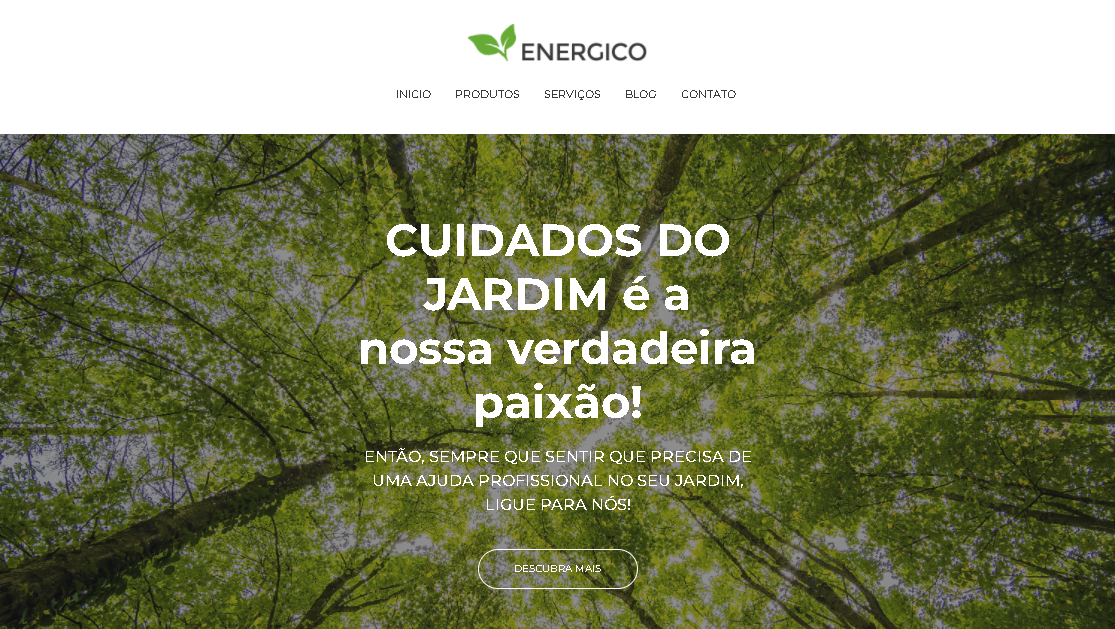 ENERGICO
INICIO PRODUTOS SERVIÇOS BLOG CONTATO
CUIDADOS DO
JARDIM é a
nossa verdadeira
paixão!
ENTÃO, SEMPRE QUE SENTIR QUE PRECISA DE
UMA AJUDA PROFISSIONAL NO SEU JARDIM,
LIGUE PARA NÓS!
DESCUBRA MAIS